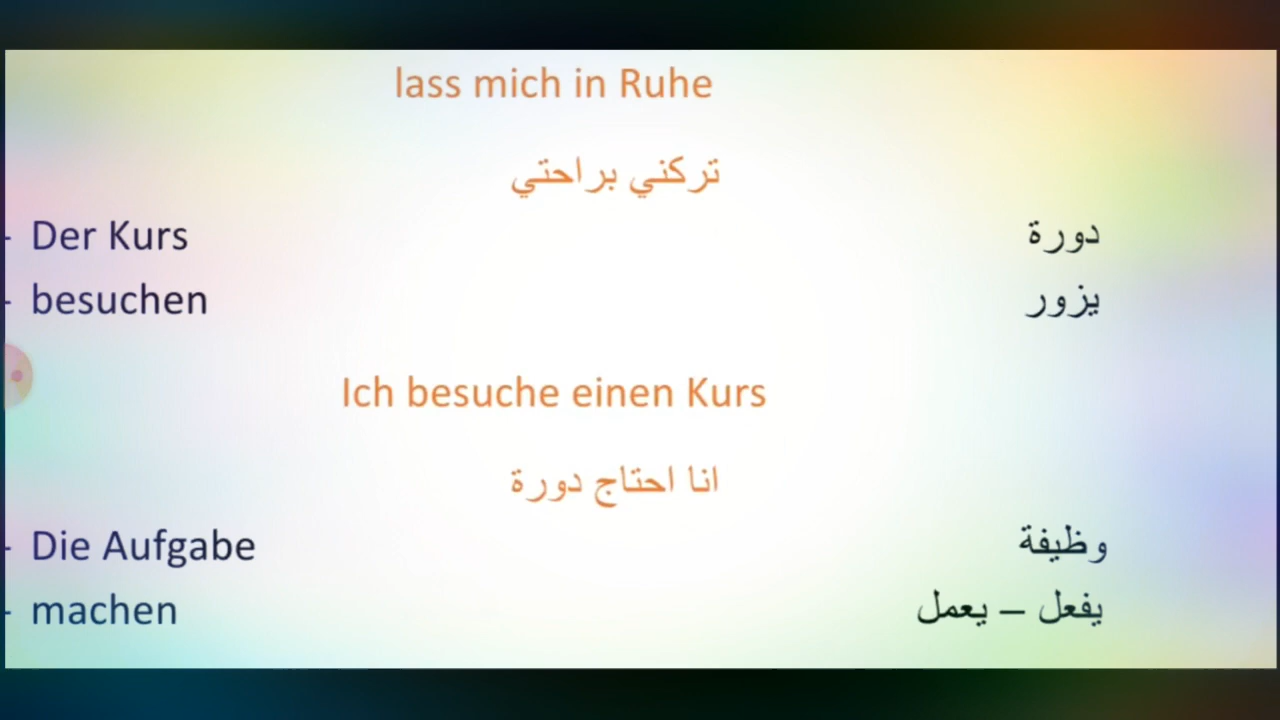 lass mich in Ruhe
تركني براحتي
- Der Kurs دورة
- besuchen يزور
Ich besuche einen Kurs
انا احتاج دورة
- Die Aufgabe وظيفة
- machen يفعل – يعمل